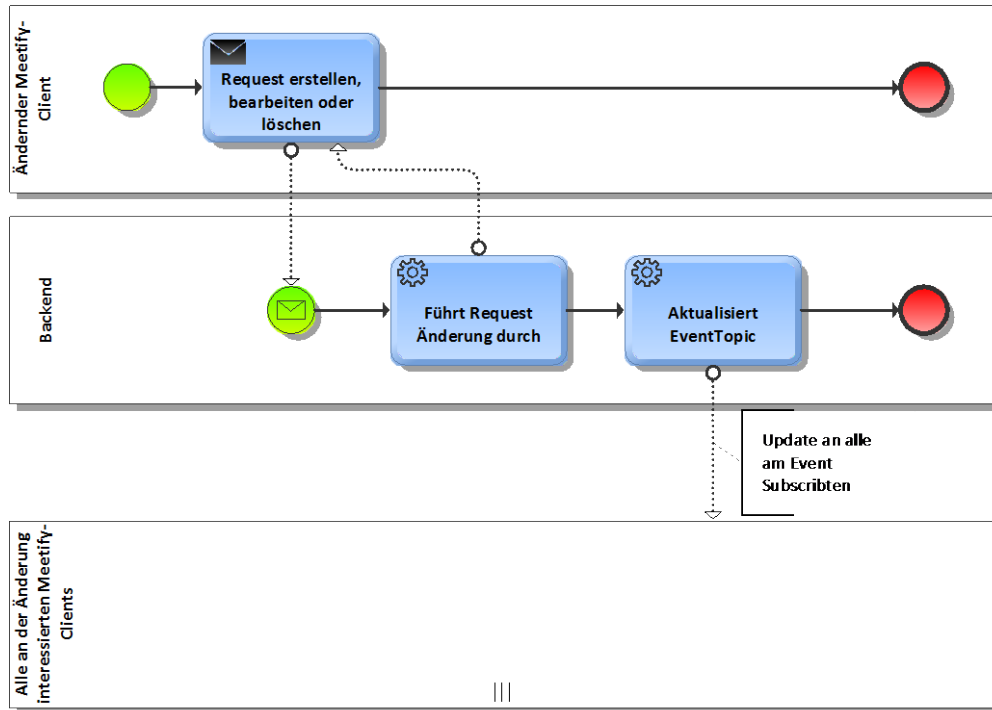 Ändernder Meetify-
Client
Request erstellen,
bearbeiten oder
löschen
Backend
Führt Request
Änderung durch
Aktualisiert
EventTopic
Update an alle
am Event
Subscribten
Alle an der Änderung
interessierten Meetify-
Clients